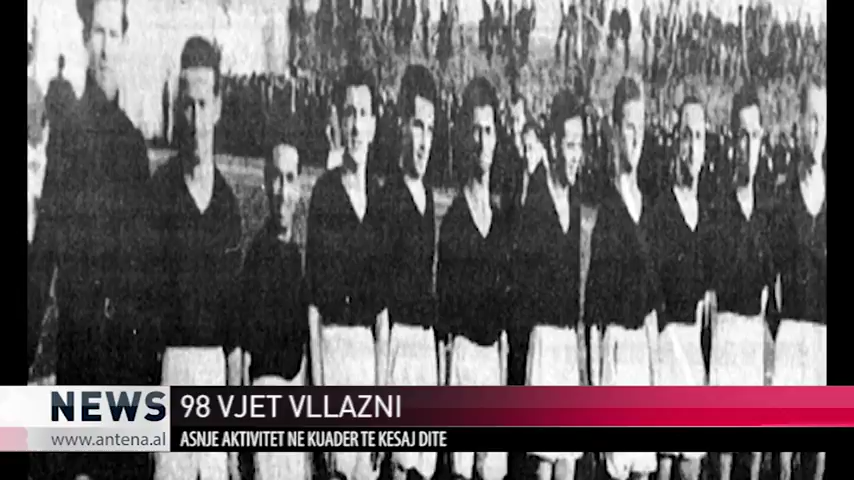 NEWS
www.antena.al
98 VJET VLLAZNI
ASNJE AKTIVITET NE KUADER TE KESAJ DITE